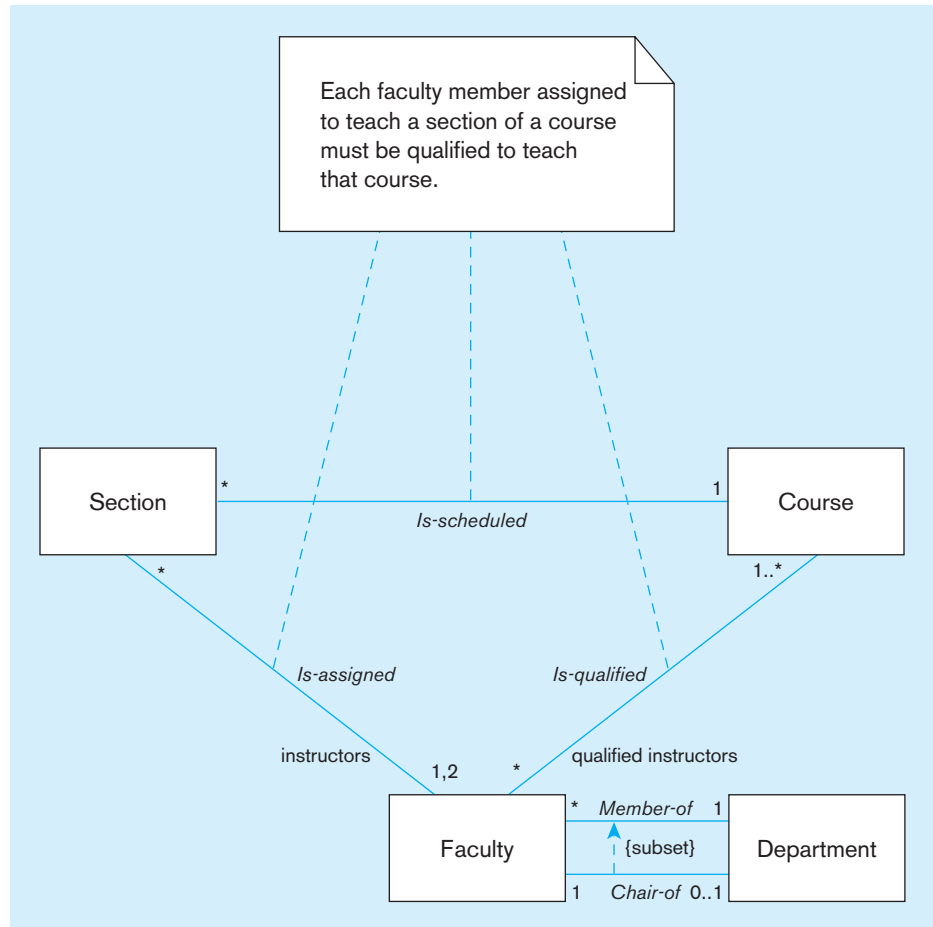 Each faculty member assigned
to teach a section of a course
must be qualified to teach
that course.
Section
*
1
Course
Is-scheduled
*
1..*
Is-assigned
Is-qualified
instructors
qualified instructors
1,2
*
Faculty
*
Member-of
1
Department
{subset}
1
Chair-of
0..1